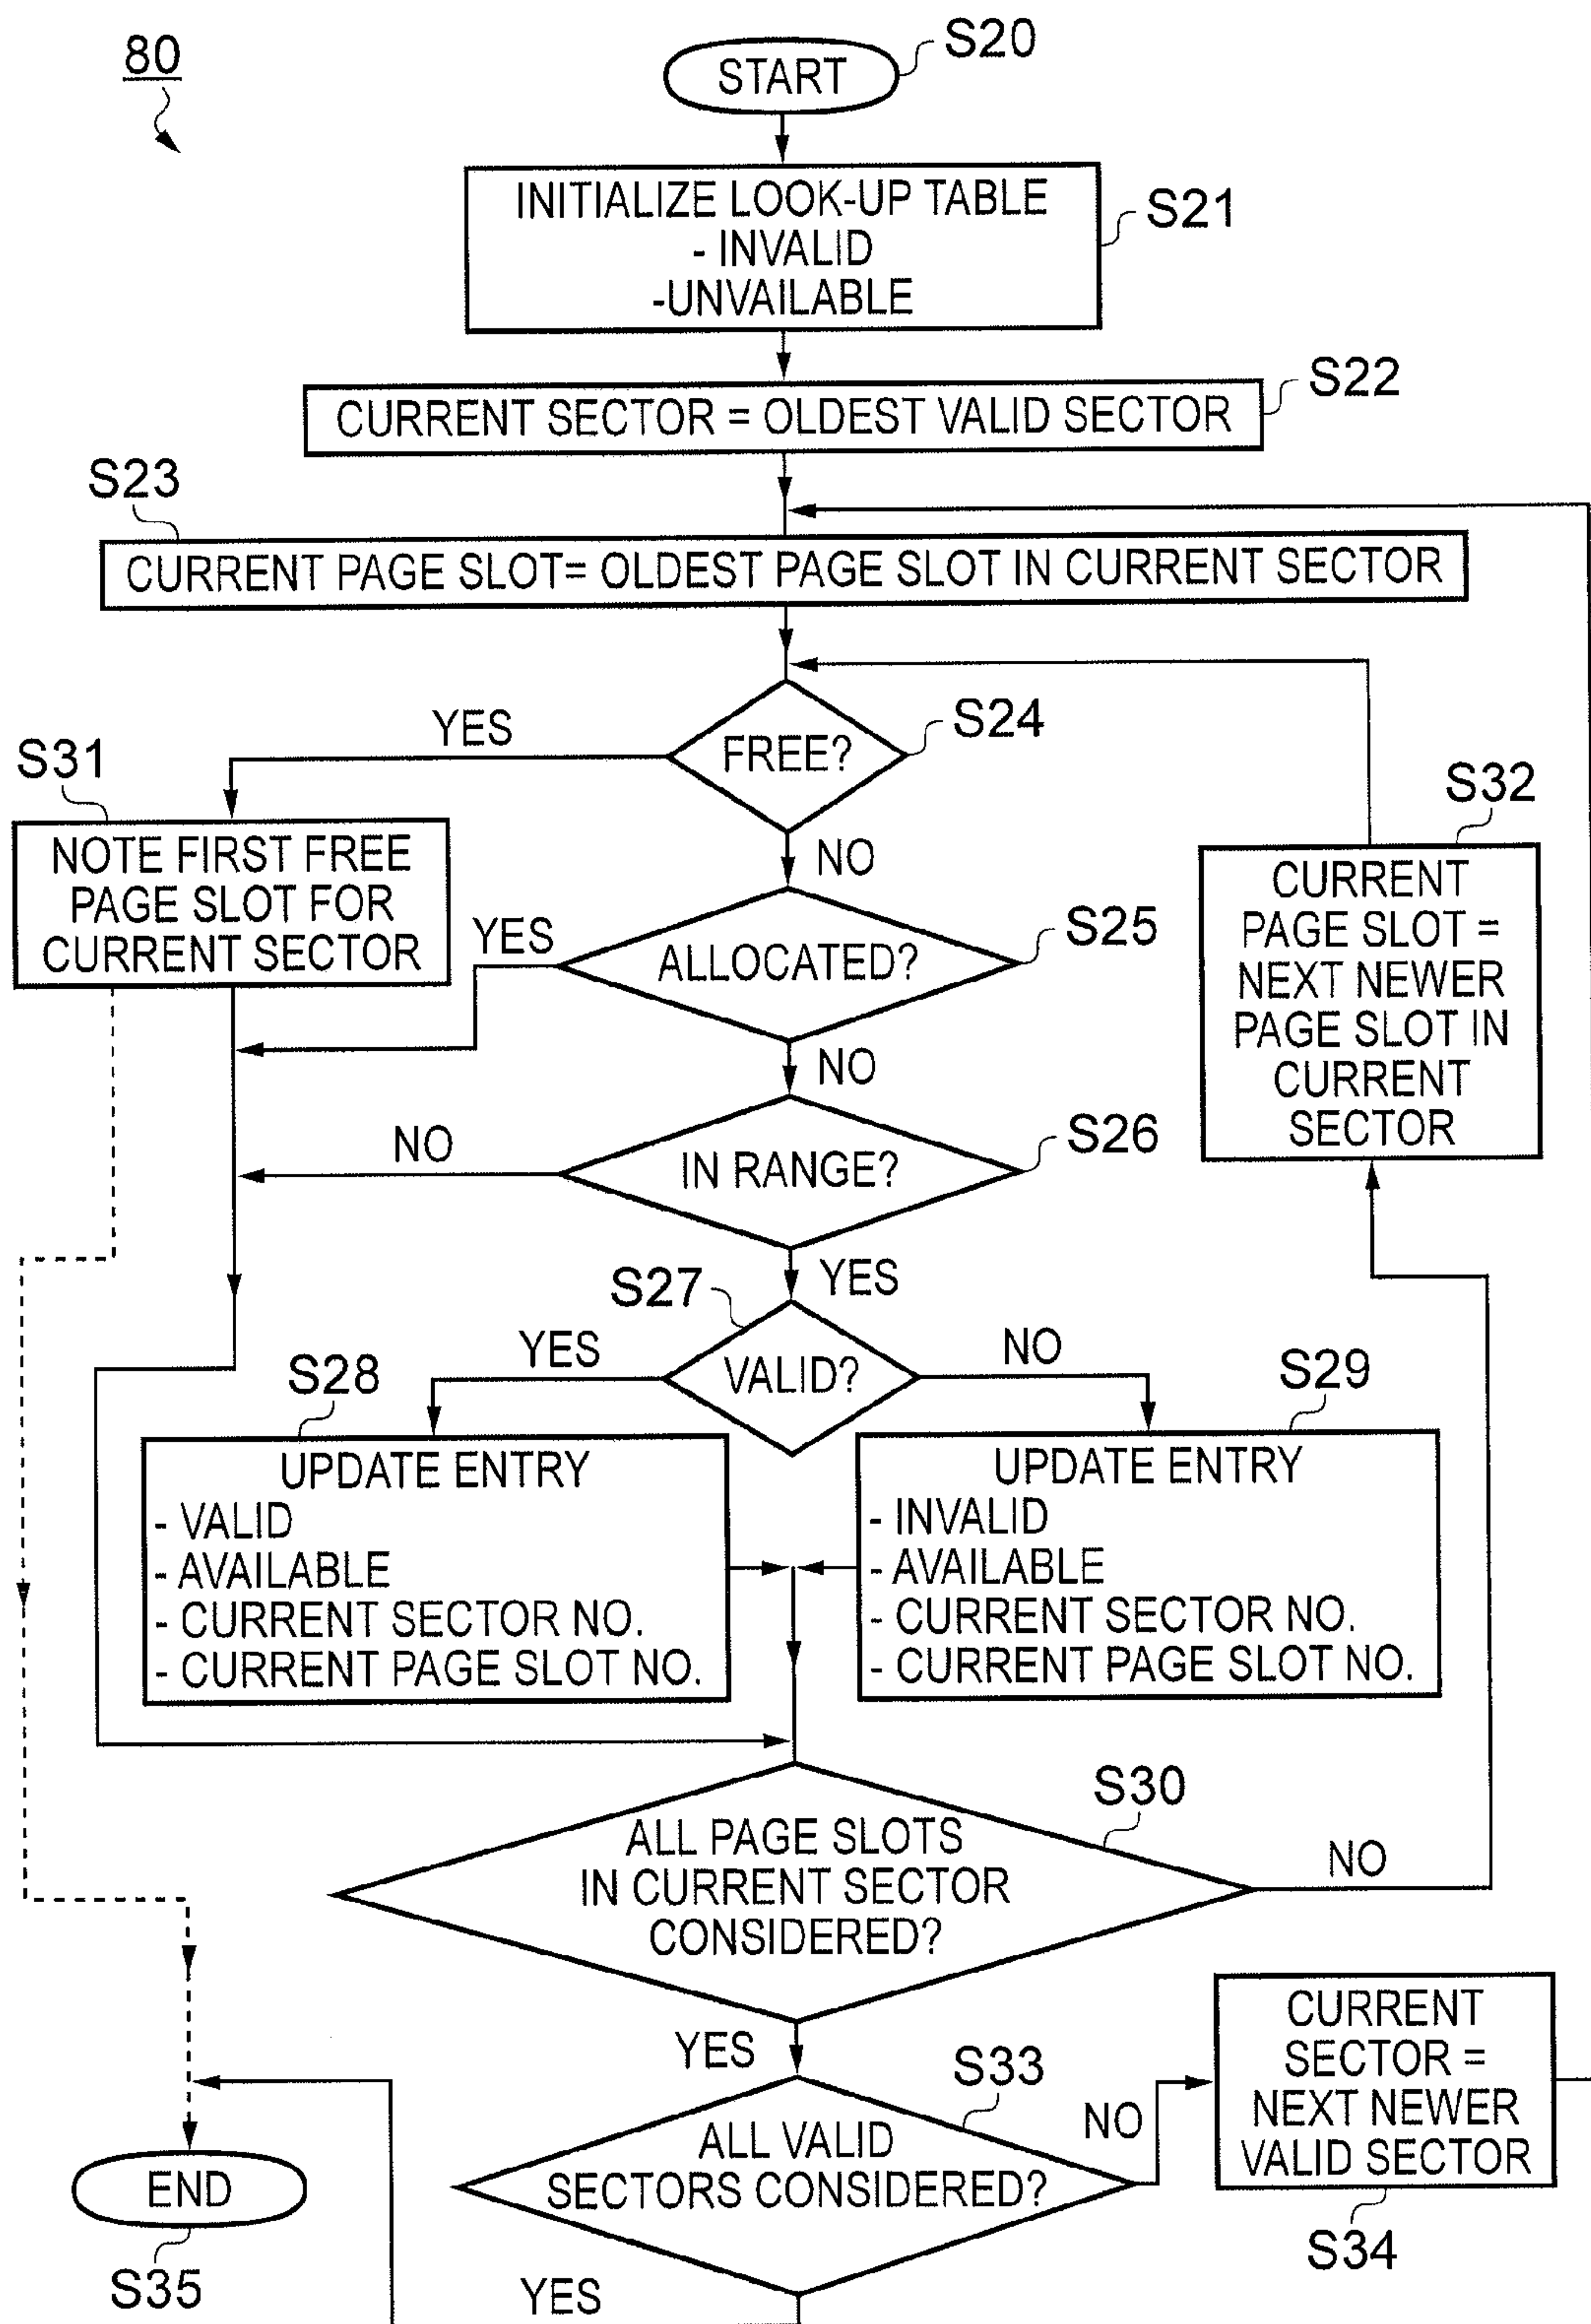 80
START
S20
INITIALIZE LOOK-UP TABLE
- INVALID
-UNVAILABLE
S21
CURRENT SECTOR = OLDEST VALID SECTOR
S22
S23
CURRENT PAGE SLOT= OLDEST PAGE SLOT IN CURRENT SECTOR
FREE?
S24
YES
NO
S31
NOTE FIRST FREE
PAGE SLOT FOR
CURRENT SECTOR
S32
CURRENT
PAGE SLOT =
NEXT NEWER
PAGE SLOT IN
CURRENT
SECTOR
ALLOCATED?
S25
YES
NO
IN RANGE?
S26
NO
YES
S27
VALID?
YES
NO
S28
UPDATE ENTRY
- VALID
- AVAILABLE
- CURRENT SECTOR NO.
- CURRENT PAGE SLOT NO.
S29
UPDATE ENTRY
- INVALID
- AVAILABLE
- CURRENT SECTOR NO.
- CURRENT PAGE SLOT NO.
S30
ALL PAGE SLOTS
IN CURRENT SECTOR
CONSIDERED?
NO
YES
S33
ALL VALID
SECTORS CONSIDERED?
NO
CURRENT
SECTOR =
NEXT NEWER
VALID SECTOR
S34
END
S35
YES